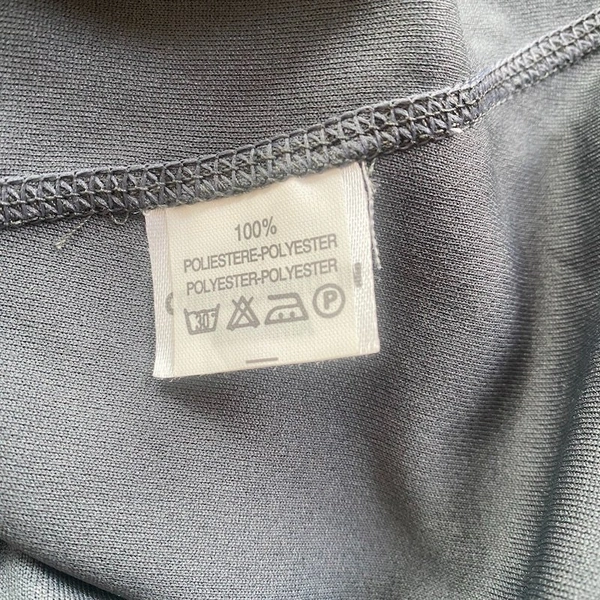 100%
POLIESTERE-POLYESTER
POLYESTER-POLYESTER
30° P